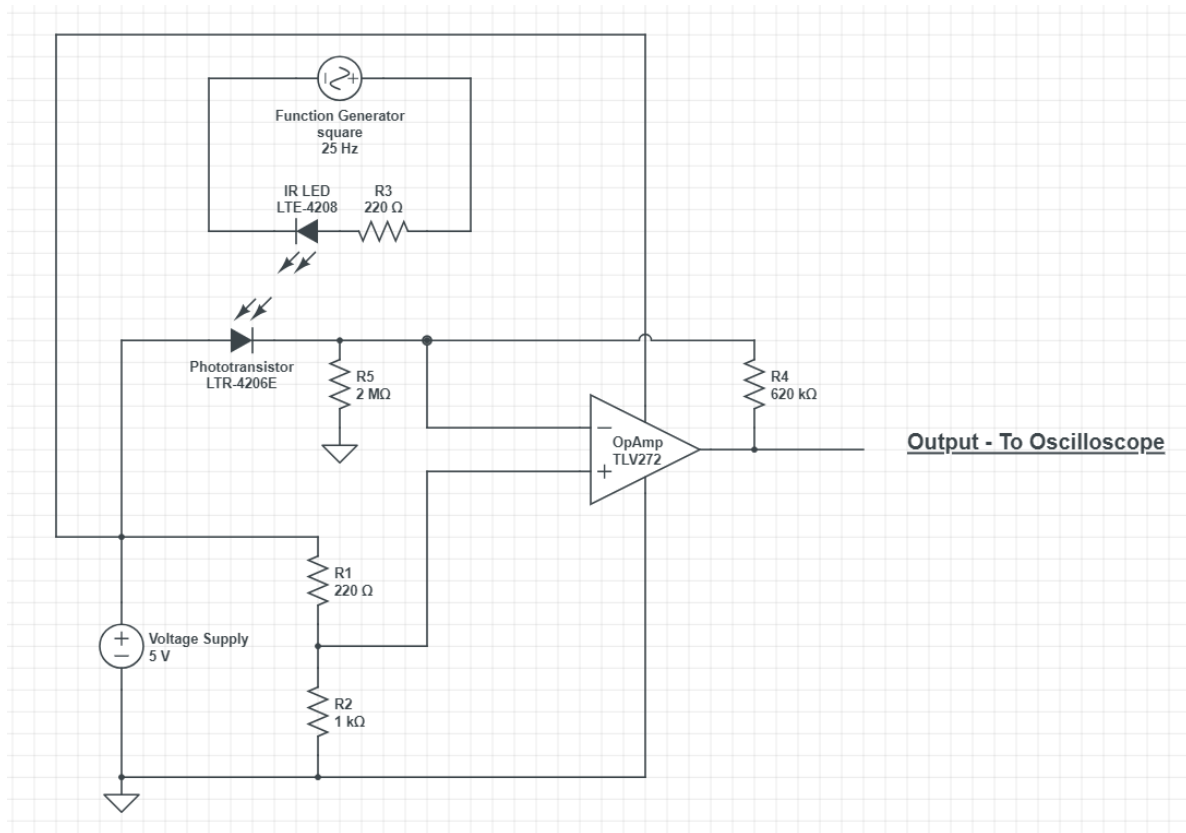 Function Generator
square
25 Hz
IR LED
LTE-4208
R3
220 Ω
Phototransistor
LTR-4206E
R5
2 MΩ
R4
620 kΩ
OpAmp
TLV272
Output - To Oscilloscope
R1
220 Ω
Voltage Supply
5 V
R2
1 kΩ